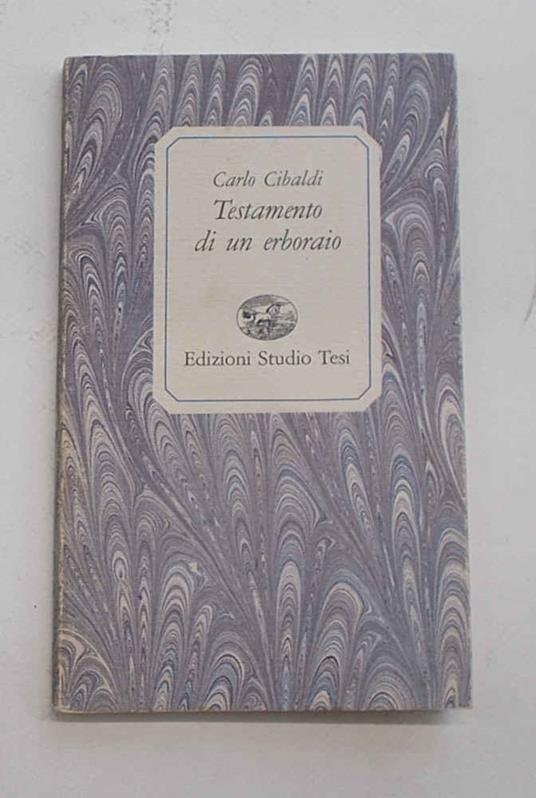 Carlo Cibaldi
Testamento
di un erboraio
Edizioni Studio Tesi